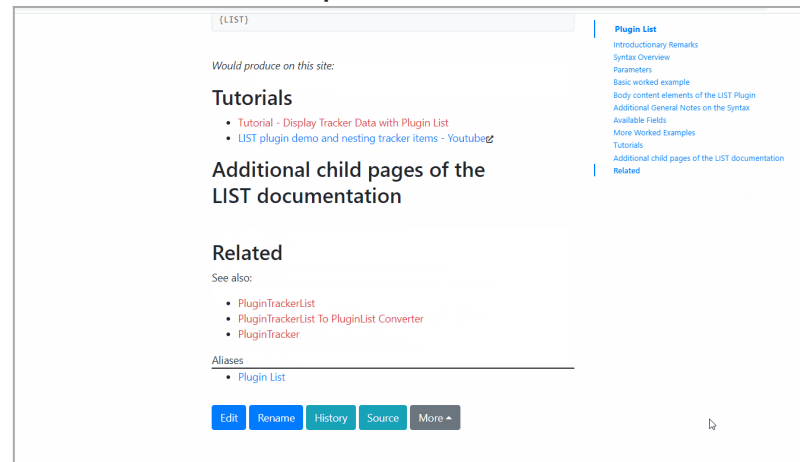 {LIST}
Would produce on this site:
Tutorials
Tutorial - Display Tracker Data with Plugin List
LIST plugin demo and nesting tracker items - Youtube
Additional child pages of the
LIST documentation
Related
See also:
PluginTrackerList
PluginTrackerList To PluginList Converter
PluginTracker
Aliases
Plugin List
Edit Rename History Source More
Plugin List
Introductionary Remarks
Syntax Overview
Parameters
Basic worked example
Body content elements of the LIST Plugin
Additional General Notes on the Syntax
Available Fields
More Worked Examples
Tutorials
Additional child pages of the LIST documentation
Related